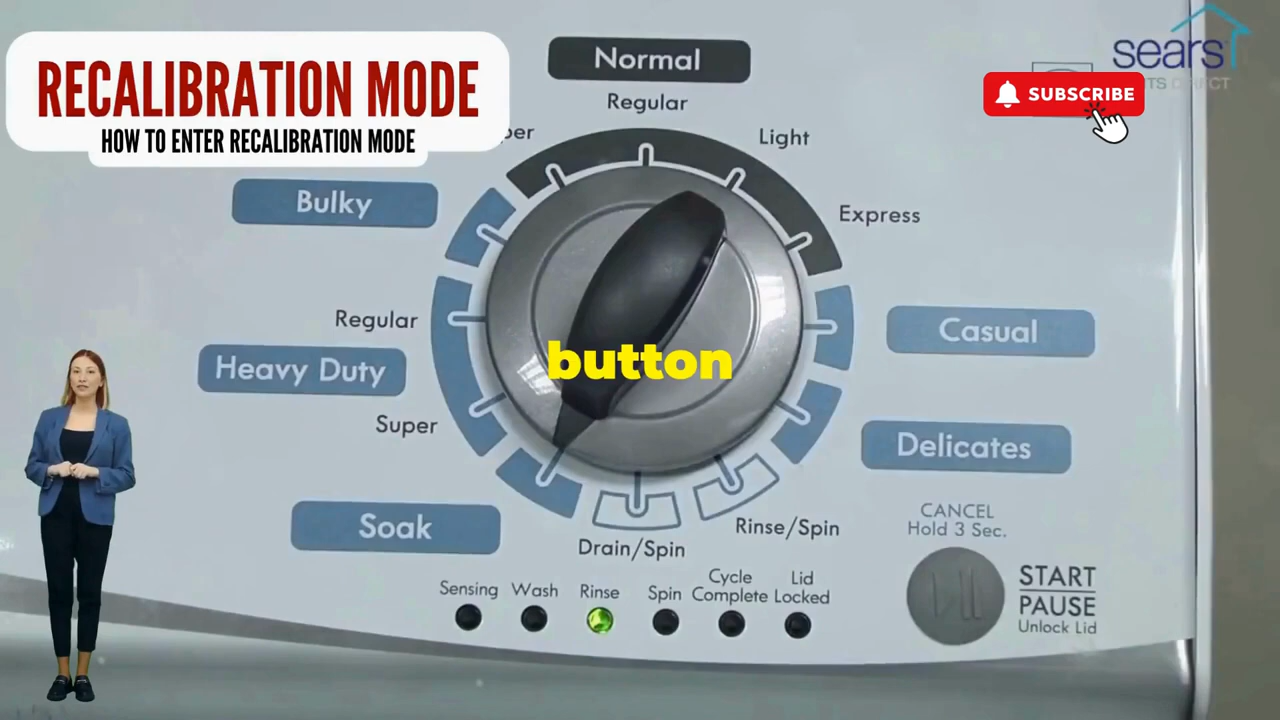 RECALIBRATION MODE
HOW TO ENTER RECALIBRATION MODE
sears
DIRECT
SUBSCRIBE
Normal
Regular
Light
Express
Bulky
Regular
Heavy Duty
Super
Casual
button
Delicates
Soak
Drain/Spin
Rinse/Spin
CANCEL
Hold 3 Sec.
Sensing
Wash
Rinse
Spin
Cycle
Complete
Lid
Locked
START
PAUSE
Unlock Lid